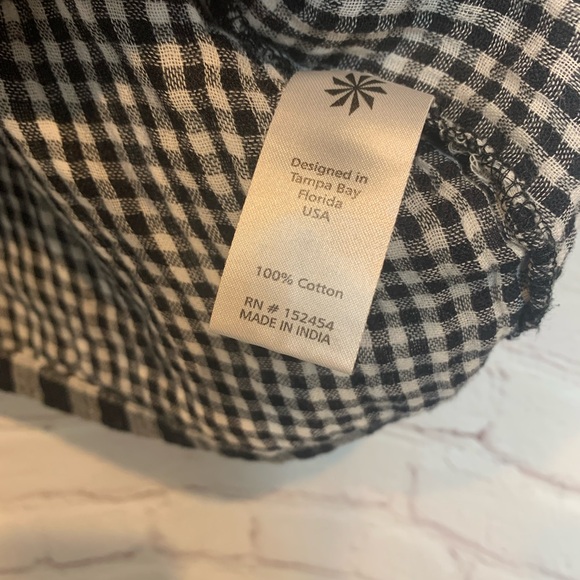 Designed in
Tampa Bay
Florida
USA
100% Cotton
RN # 152454
MADE IN INDIA